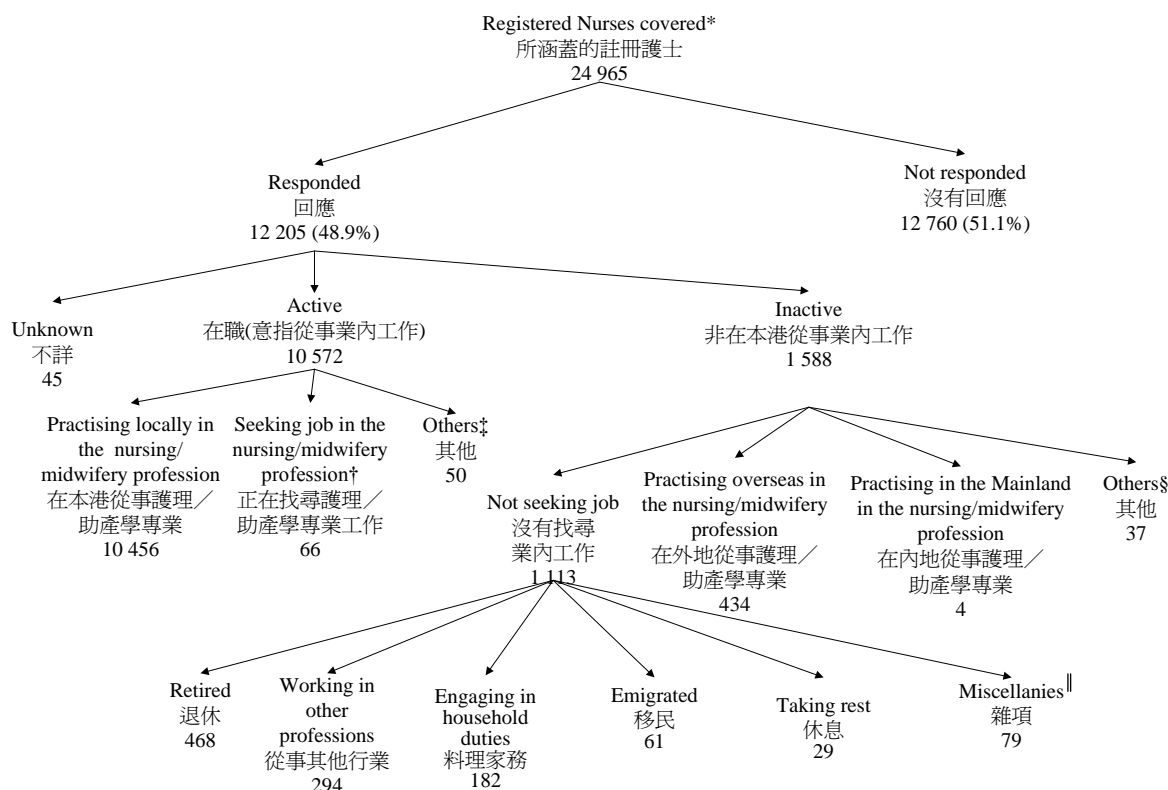 Registered Nurses covered*
所涵蓋的註冊護士
24 965
Responded
回應
12 205 (48.9%)
Not responded
沒有回應
12 760 (51.1%)
Unknown
不詳
45
Active
在職(意指從事業內工作)
10 572
Inactive
非在本港從事業內工作
1 588
Practising locally in
the nursing/
midwifery profession
在本港從事護理／
助產學專業
10 456
Seeking job in the
nursing/midwifery
profession†
正在找尋護理／
助產學專業工作
66
Others‡
其他
50
Not seeking job
沒有找尋
業內工作
1 113
Practising overseas in
the nursing/midwifery
profession
在外地從事護理／
助產學專業
434
Practising in the Mainland
in the nursing/midwifery
profession
在內地從事護理／
助產學專業
4
Others§
其他
37
Retired
退休
468
Working in
other
professions
從事其他行業
294
Engaging in
household
duties
料理家務
182
Emigrated
移民
61
Taking rest
休息
29
Miscellanies‖
雜項
79